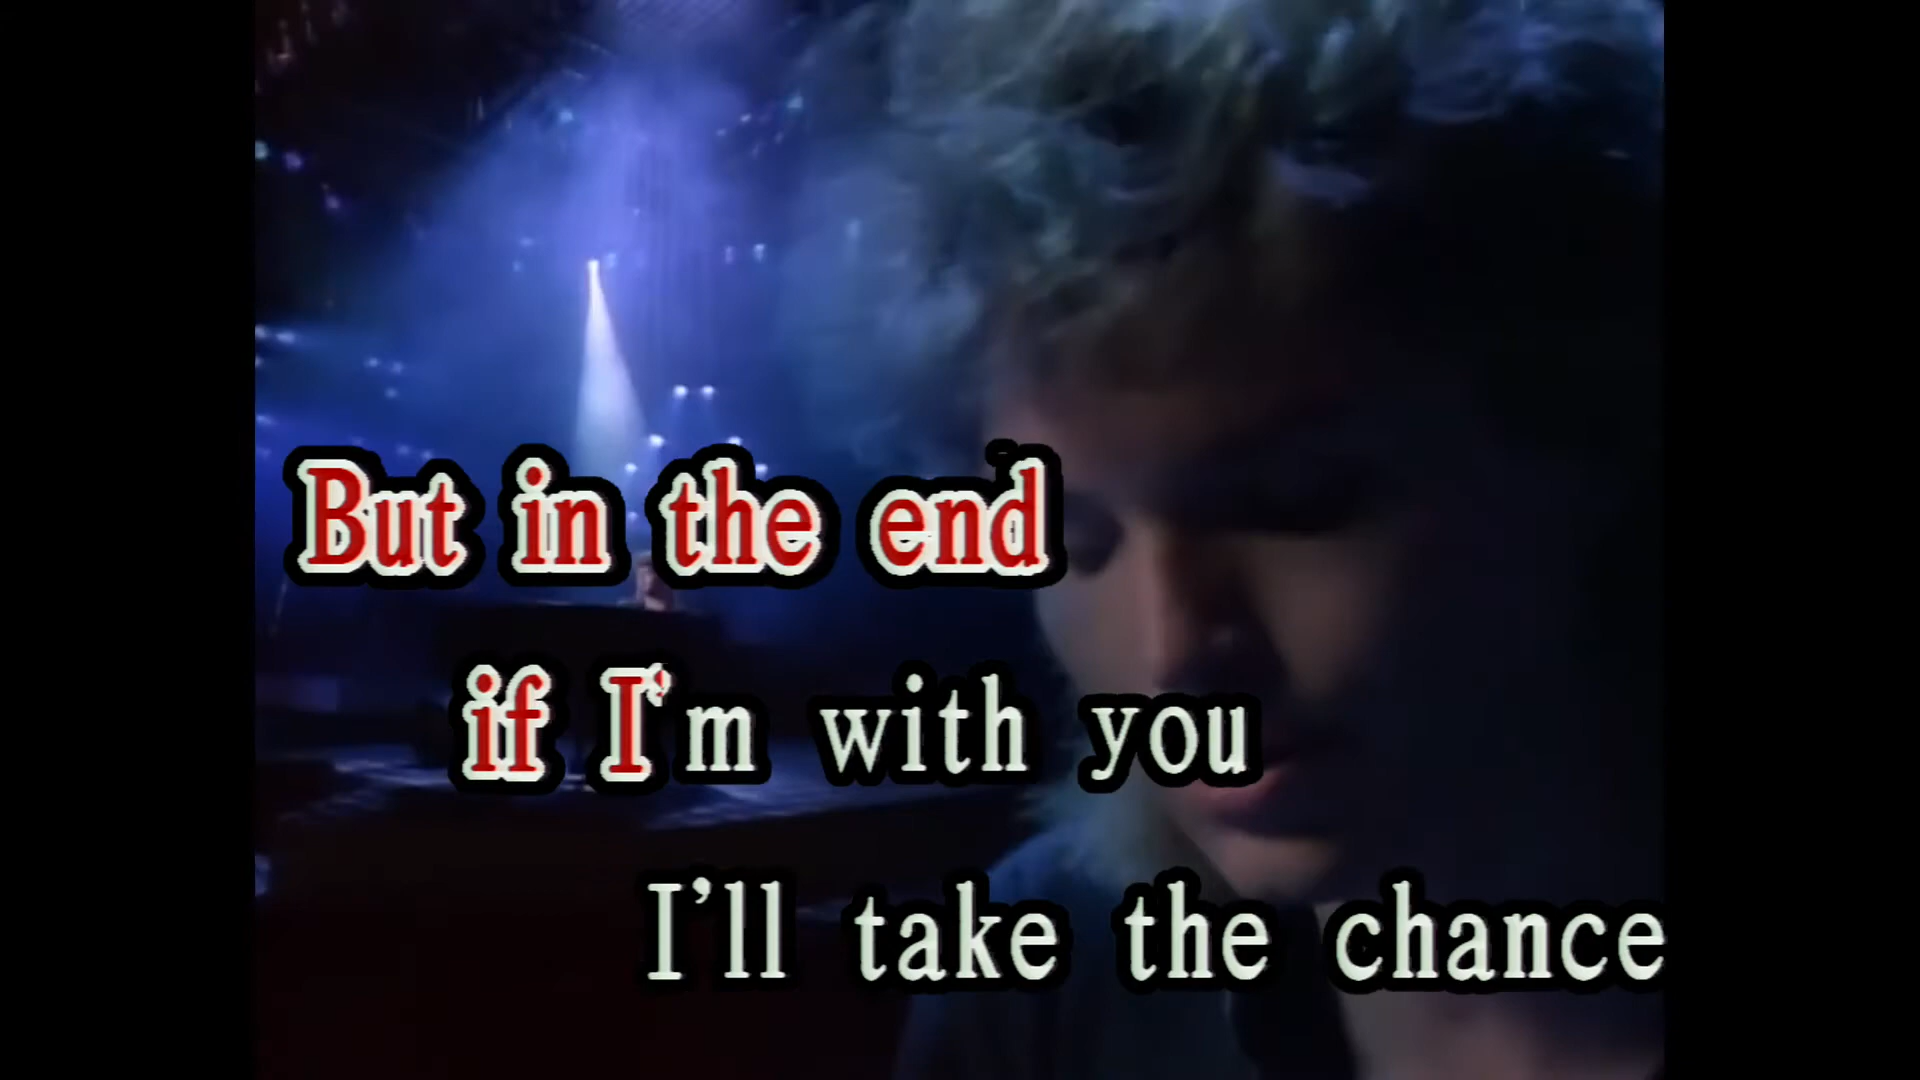 But in the end
if I'm with you
I'll take the chance